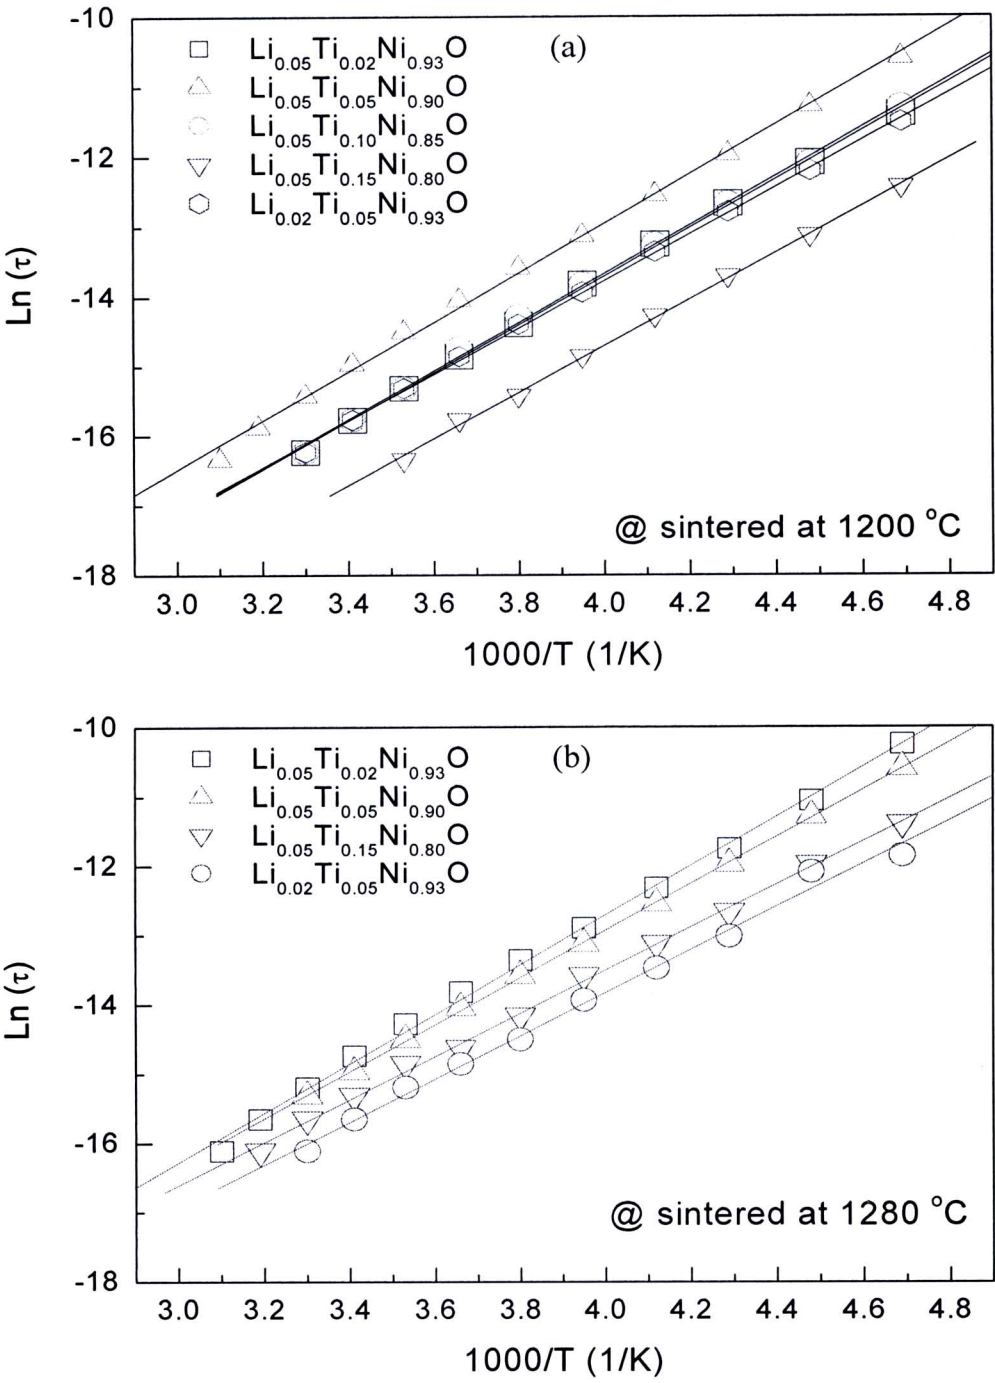 -10
-12
-14
-16
-18
Ln (τ)
(a)
Li0.05Ti0.02Ni0.93O
Li0.05Ti0.05Ni0.90O
Li0.05Ti0.10Ni0.85O
Li0.05Ti0.15Ni0.80O
Li0.02Ti0.05Ni0.93O
@ sintered at 1200 °C
3.0 3.2 3.4 3.6 3.8 4.0 4.2 4.4 4.6 4.8
1000/T (1/K)
-10
-12
-14
-16
-18
Ln (τ)
(b)
Li0.05Ti0.02Ni0.93O
Li0.05Ti0.05Ni0.90O
Li0.05Ti0.15Ni0.80O
Li0.02Ti0.05Ni0.93O
@ sintered at 1280 °C
3.0 3.2 3.4 3.6 3.8 4.0 4.2 4.4 4.6 4.8
1000/T (1/K)